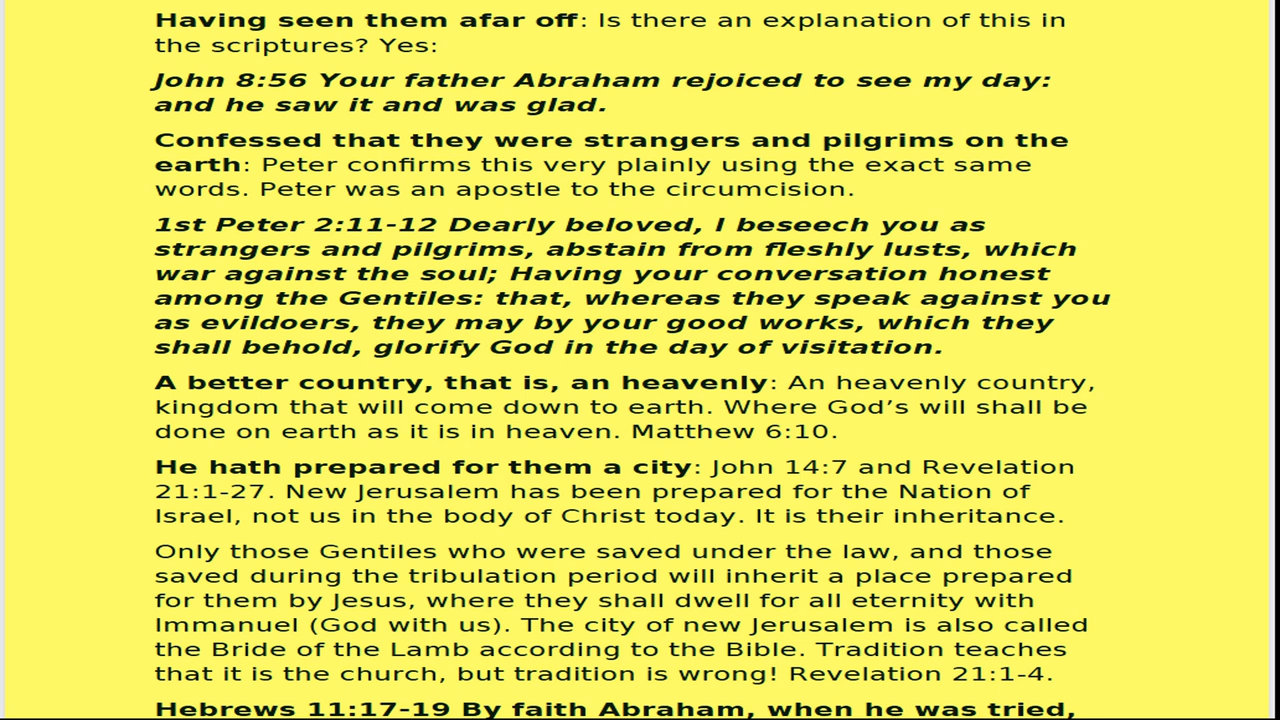 Having seen them afar off: Is there an explanation of this in
the scriptures? Yes:
John 8:56 Your father Abraham rejoiced to see my day:
and he saw it and was glad.
Confessed that they were strangers and pilgrims on the
earth: Peter confirms this very plainly using the exact same
words. Peter was an apostle to the circumcision.
1st Peter 2:11-12 Dearly beloved, I beseech you as
strangers and pilgrims, abstain from fleshly lusts, which
war against the soul; Having your conversation honest
among the Gentiles: that, whereas they speak against you
as evildoers, they may by your good works, which they
shall behold, glorify God in the day of visitation.
A better country, that is, an heavenly: An heavenly country,
kingdom that will come down to earth. Where God’s will shall be
done on earth as it is in heaven. Matthew 6:10.
He hath prepared for them a city: John 14:7 and Revelation
21:1-27. New Jerusalem has been prepared for the Nation of
Israel, not us in the body of Christ today. It is their inheritance.
Only those Gentiles who were saved under the law, and those
saved during the tribulation period will inherit a place prepared
for them by Jesus, where they shall dwell for all eternity with
Immanuel (God with us). The city of new Jerusalem is also called
the Bride of the Lamb according to the Bible. Tradition teaches
that it is the church, but tradition is wrong! Revelation 21:1-4.
Hebrews 11:17-19 By faith Abraham, when he was tried,